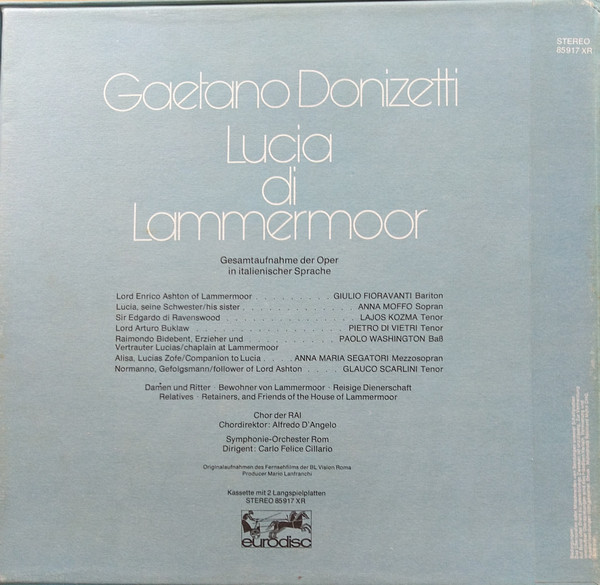 STEREO
85917 XR
Gaetano Donizetti
Lucia
di
Lammermoor
Gesamtaufnahme der Oper
in italienischer Sprache
Lord Enrico Ashton of Lammermoor . . . . . . . . . . GIULIO FIORAVANTI Bariton
Lucia, seine Schwester/his sister . . . . . . . . . . . . . ANNA MOFFO Sopran
Sir Edgardo di Ravenswood . . . . . . . . . . . . . . . LAJOS KOZMA Tenor
Lord Arturo Buklaw . . . . . . . . . . . . . . . . . PIETRO DI VIETRI Tenor
Raimondo Bidebent, Erzieher und . . . . . . . . . PAOLO WASHINGTON Baß
Vertrauter Lucias/chaplain at Lammermoor
Alisa, Lucias Zofe/Companion to Lucia . . . . ANNA MARIA SEGATORI Mezzosopran
Normanno, Gefolgsmann/follower of Lord Ashton . . . . GLAUCO SCARLINI Tenor
Damen und Ritter · Bewohner von Lammermoor · Reisige Dienerschaft
Relatives · Retainers, and Friends of the House of Lammermoor
Chor der RAI
Chordirektor: Alfredo D'Angelo
Symphonie-Orchester Rom
Dirigent: Carlo Felice Cillario
Originalaufnahmen des Fernsehfilms der BL Vision Roma
Producer Mario Lanfranchi
Kassette mit 2 Langspielplatten
STEREO 85917 XR
eurodisc